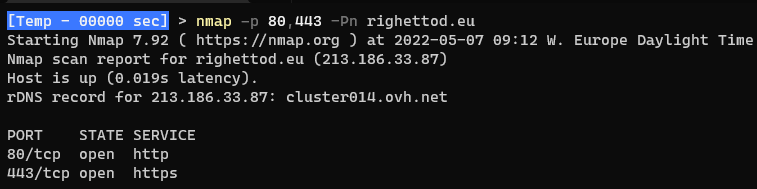 [Temp - 00000 sec] > nmap -p 80,443 -Pn righettod.eu
Starting Nmap 7.92 ( https://nmap.org ) at 2022-05-07 09:12 W. Europe Daylight Time
Nmap scan report for righettod.eu (213.186.33.87)
Host is up (0.019s latency).
rDNS record for 213.186.33.87: cluster014.ovh.net
PORT    STATE SERVICE
80/tcp  open  http
443/tcp open  https